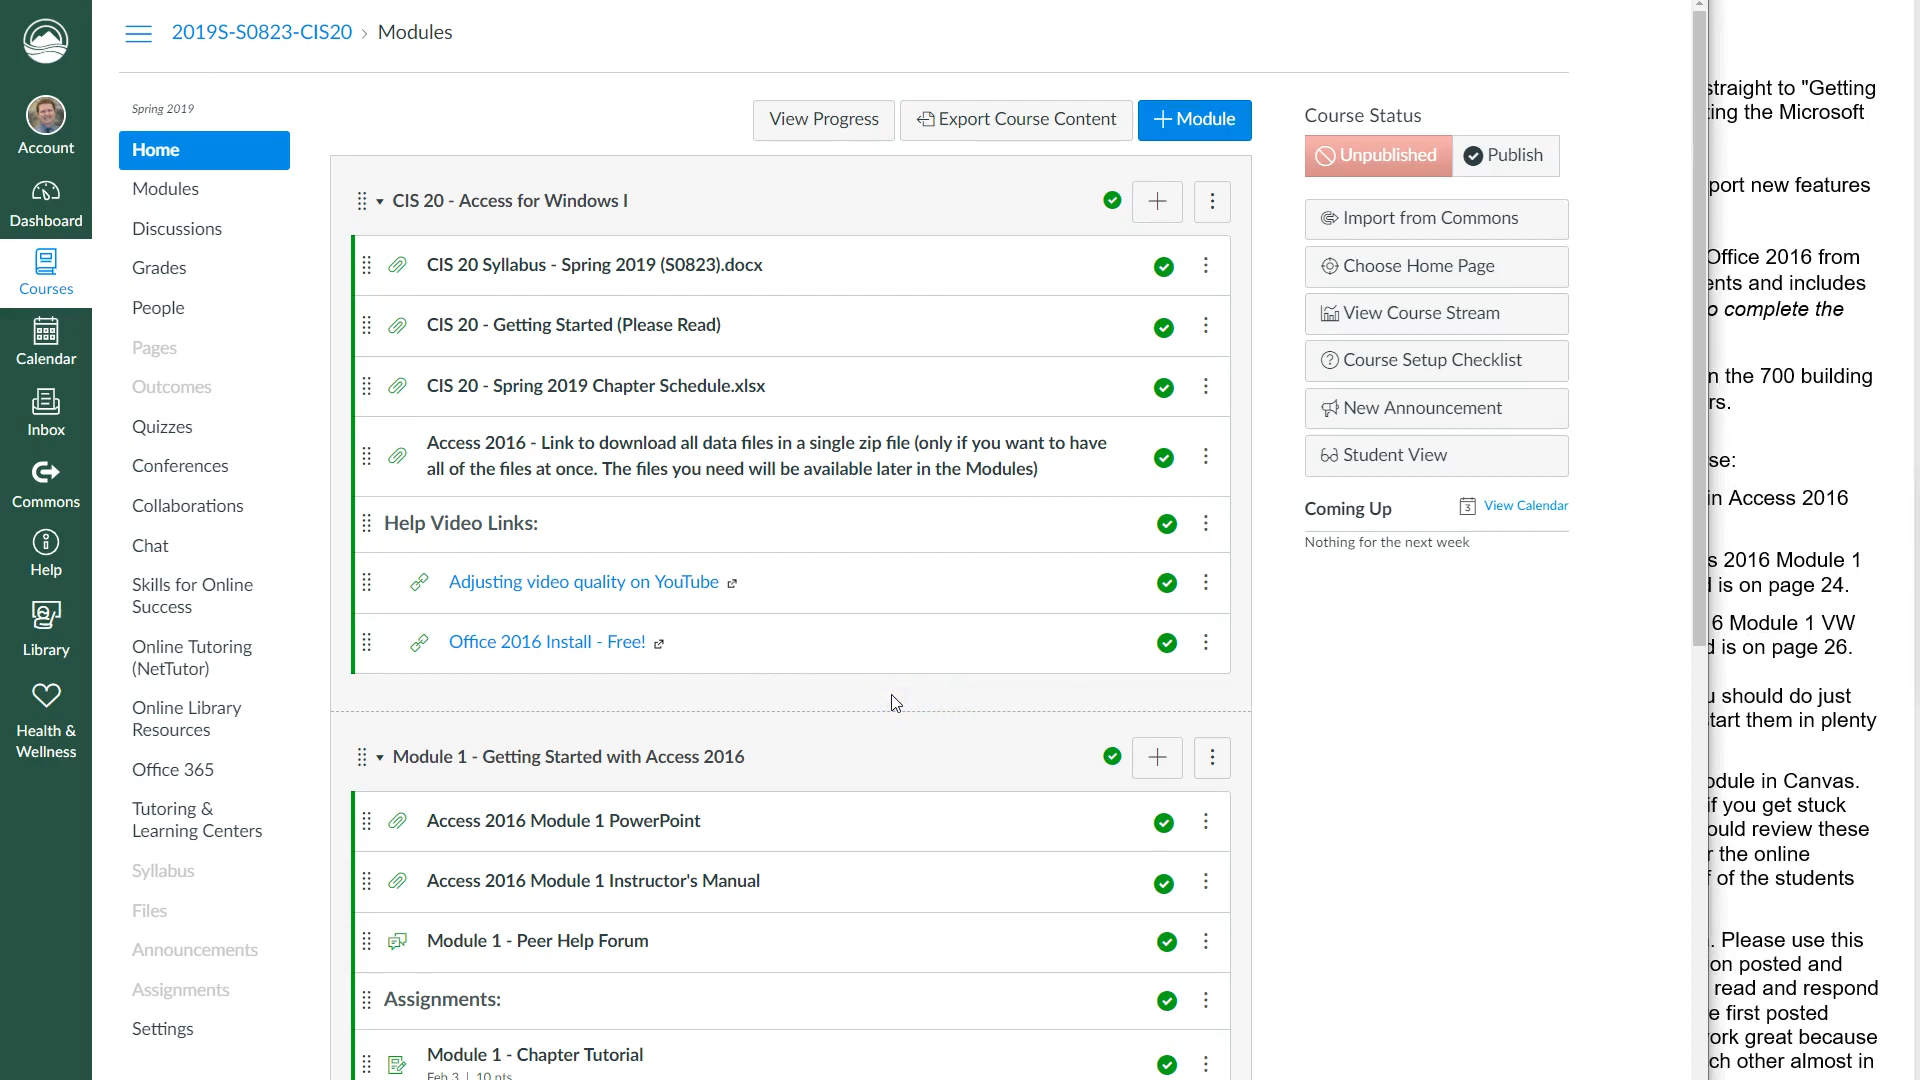 2019S-S0823-CIS20 › Modules
Account
Dashboard
Courses
Calendar
Inbox
Commons
Help
Library
Health &
Wellness
Spring 2019
Home
Modules
Discussions
Grades
People
Pages
Outcomes
Quizzes
Conferences
Collaborations
Chat
Skills for Online
Success
Online Tutoring
(NetTutor)
Online Library
Resources
Office 365
Tutoring &
Learning Centers
Syllabus
Files
Announcements
Assignments
Settings
View Progress
Export Course Content
+ Module
CIS 20 - Access for Windows I
CIS 20 Syllabus - Spring 2019 (S0823).docx
CIS 20 - Getting Started (Please Read)
CIS 20 - Spring 2019 Chapter Schedule.xlsx
Access 2016 - Link to download all data files in a single zip file (only if you want to have
all of the files at once. The files you need will be available later in the Modules)
Help Video Links:
Adjusting video quality on YouTube
Office 2016 Install - Free!
Module 1 - Getting Started with Access 2016
Access 2016 Module 1 PowerPoint
Access 2016 Module 1 Instructor's Manual
Module 1 - Peer Help Forum
Assignments:
Module 1 - Chapter Tutorial
Feb 3 | 10 pts
Course Status
Unpublished
Publish
Import from Commons
Choose Home Page
View Course Stream
Course Setup Checklist
New Announcement
Student View
Coming Up
3 View Calendar
Nothing for the next week
straight to "Getting
ting the Microsoft
port new features
Office 2016 from
ents and includes
o complete the
n the 700 building
rs.
se:
in Access 2016
s 2016 Module 1
d is on page 24.
6 Module 1 VW
d is on page 26.
u should do just
tart them in plenty
odule in Canvas.
if you get stuck
ould review these
r the online
f of the students
. Please use this
on posted and
read and respond
e first posted
ork great because
ch other almost in